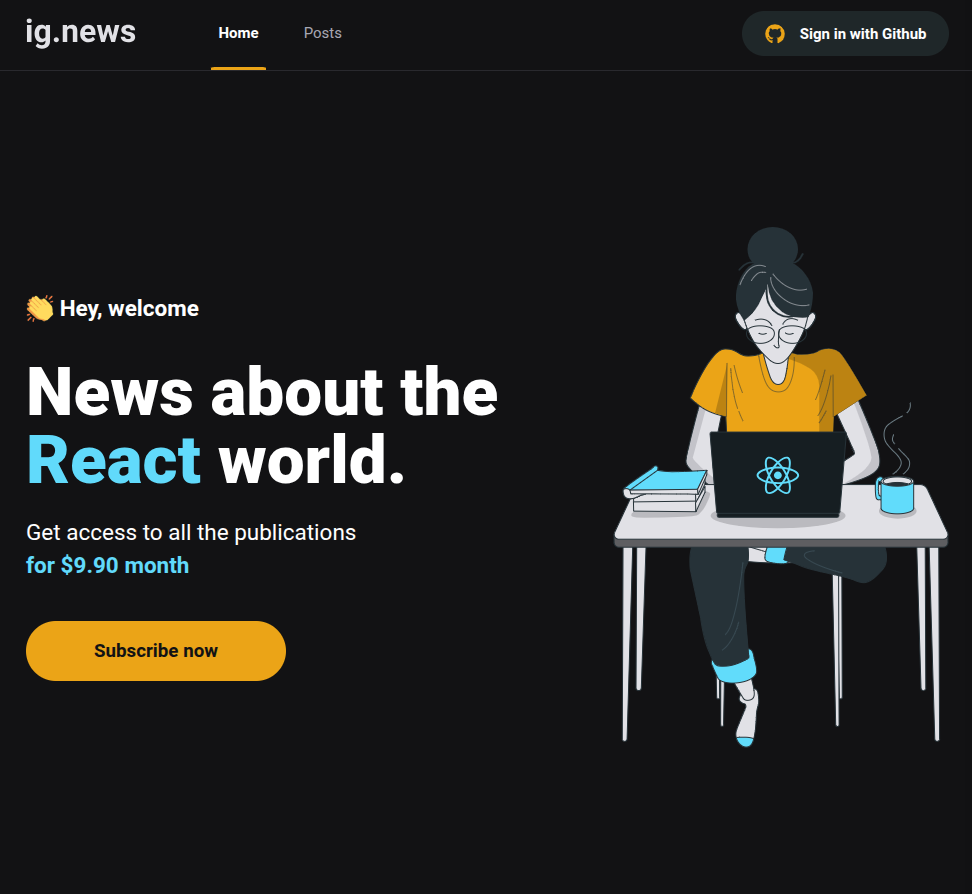 ig.news
Home
Posts
Sign in with Github
👏 Hey, welcome
News about the
React world.
Get access to all the publications
for $9.90 month
Subscribe now